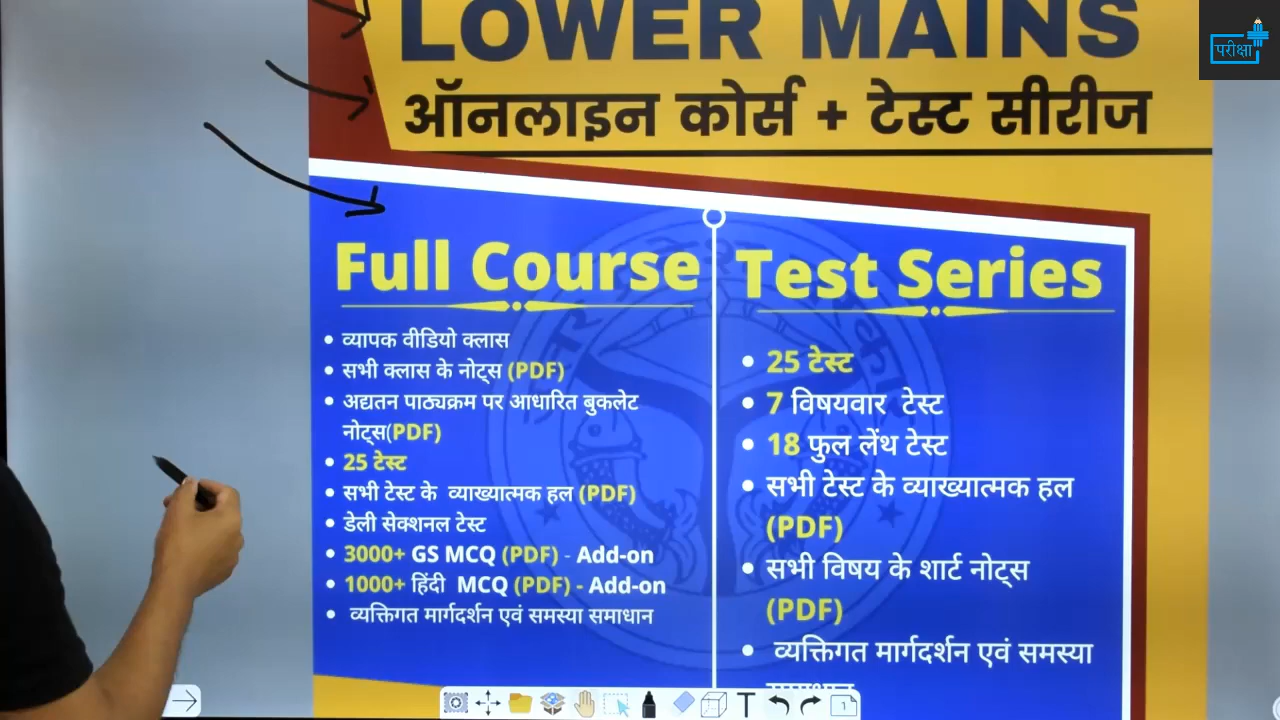 LOWER MAINS
परीक्षा
ऑनलाइन कोर्स + टेस्ट सीरीज
Full Course
व्यापक वीडियो क्लास
सभी क्लास के नोट्स (PDF)
अद्यतन पाठ्यक्रम पर आधारित बुकलेट
नोट्स(PDF)
25 टेस्ट
सभी टेस्ट के व्याख्यात्मक हल (PDF)
डेली सेक्शनल टेस्ट
3000+ GS MCQ (PDF) - Add-on
1000+ हिंदी MCQ (PDF) - Add-on
व्यक्तिगत मार्गदर्शन एवं समस्या समाधान
Test Series
25 टेस्ट
7 विषयवार टेस्ट
18 फुल लेंथ टेस्ट
सभी टेस्ट के व्याख्यात्मक हल
(PDF)
सभी विषय के शार्ट नोट्स
(PDF)
व्यक्तिगत मार्गदर्शन एवं समस्या